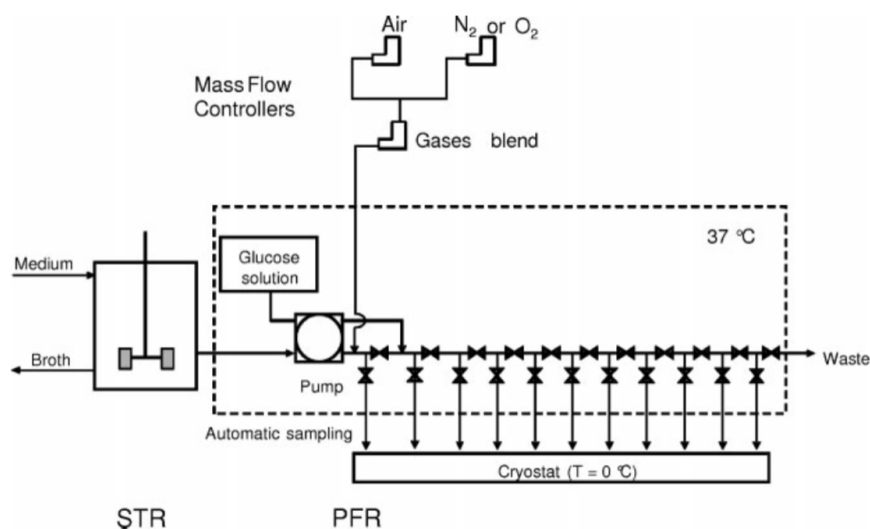 Air
N₂ or O₂
Mass Flow
Controllers
Gases blend
37 °C
Glucose
solution
Medium
Broth
Pump
Waste
Automatic sampling
Cryostat (T = 0 °C)
STR
PFR